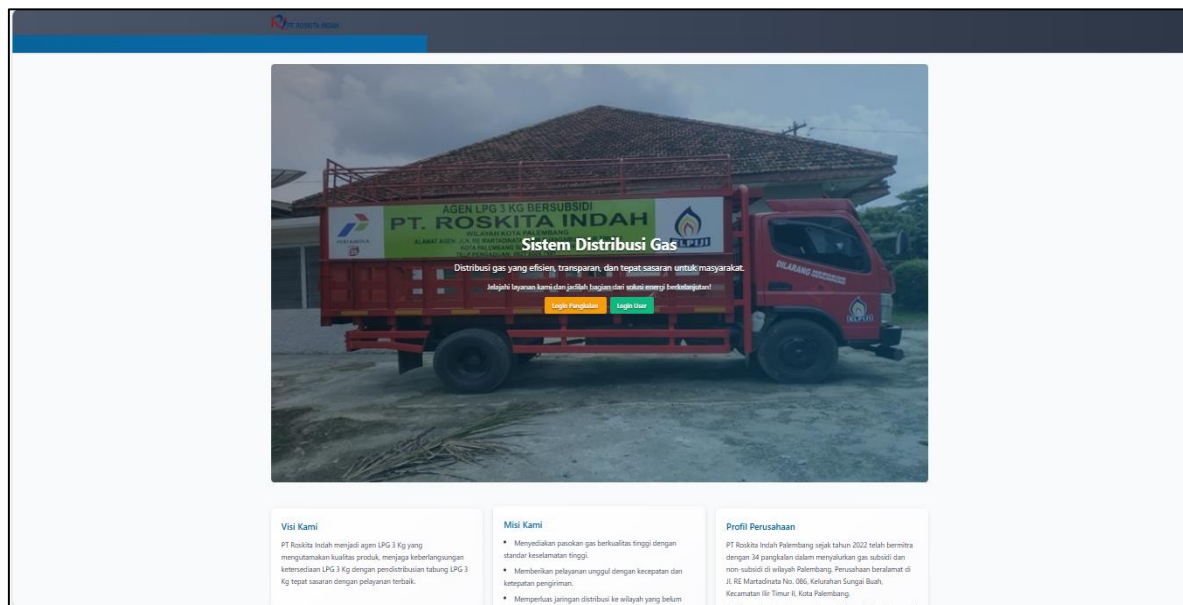 PT ROSKITA INDAH
AGEN LPG 3 KG BERSUBSIDI
PT. ROSKITA INDAH
WILAYAH KOTA PALEMBANG
PERTAMINA
ELPIJI
DILARANG
ELPIJI
Sistem Distribusi Gas
Distribusi gas yang efisien, transparan, dan tepat sasaran untuk masyarakat.
Jelajahi layanan kami dan jadilah bagian dari solusi energi berkelanjutan!
Login Pangkalan
Login User
Visi Kami
PT Roskita Indah menjadi agen LPG 3 Kg yang
mengutamakan kualitas produk, menjaga keberlangsungan
ketersediaan LPG 3 Kg dengan pendistribusian tabung LPG 3
Kg tepat sasaran dengan pelayanan terbaik.
Misi Kami
• Menyediakan pasokan gas berkualitas tinggi dengan
standar keselamatan tinggi.
• Memberikan pelayanan unggul dengan kecepatan dan
ketepatan pengiriman.
• Memperluas jaringan distribusi ke wilayah yang belum
Profil Perusahaan
PT Roskita Indah Palembang sejak tahun 2022 telah bermitra
dengan 34 pangkalan dalam menyalurkan gas subsidi dan
non-subsidi di wilayah Palembang. Perusahaan beralamat di
Jl. RE Martadinata No. 086, Kelurahan Sungai Buah,
Kecamatan Ilir Timur II, Kota Palembang.